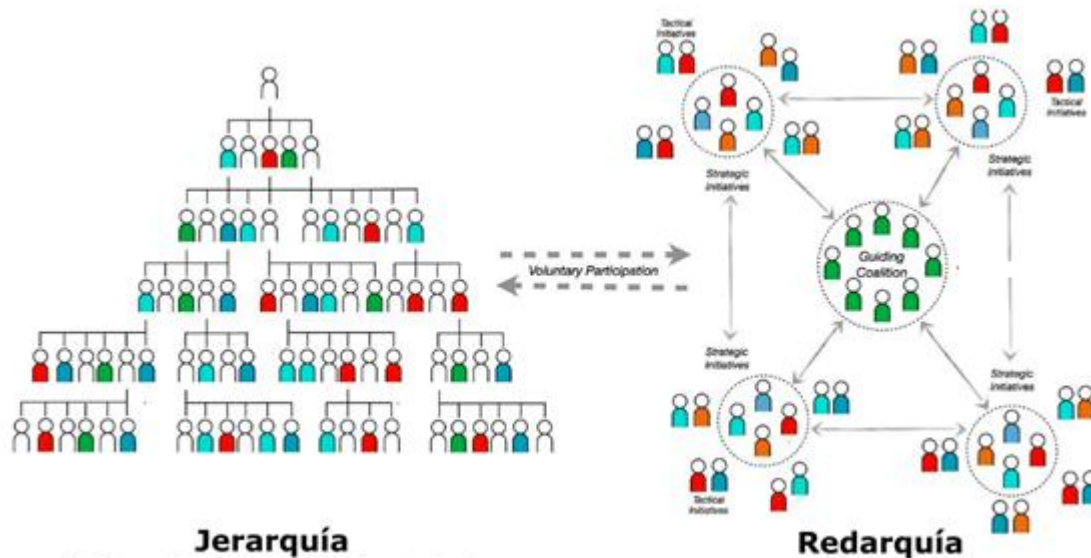 Tactical
Initiatives
Tactical
Initiatives
Strategic
Initiatives
Strategic
Initiatives
Voluntary Participation
Guiding
Coalition
Strategic
Initiatives
Strategic
Initiatives
Tactical
Initiatives
Jerarquía
Redarquía